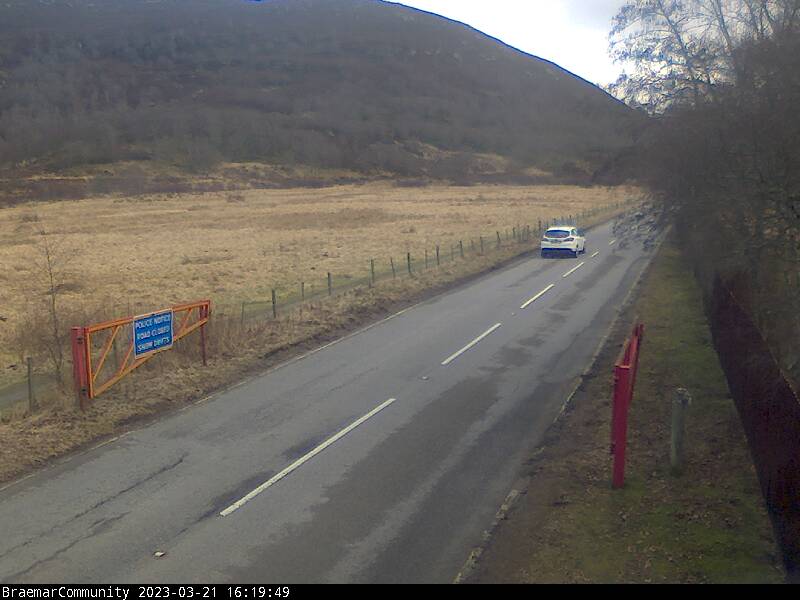 POLICE NOTICE
ROAD CLOSED
SNOW DRIFTS
BraemarCommunity 2023-03-21 16:19:49